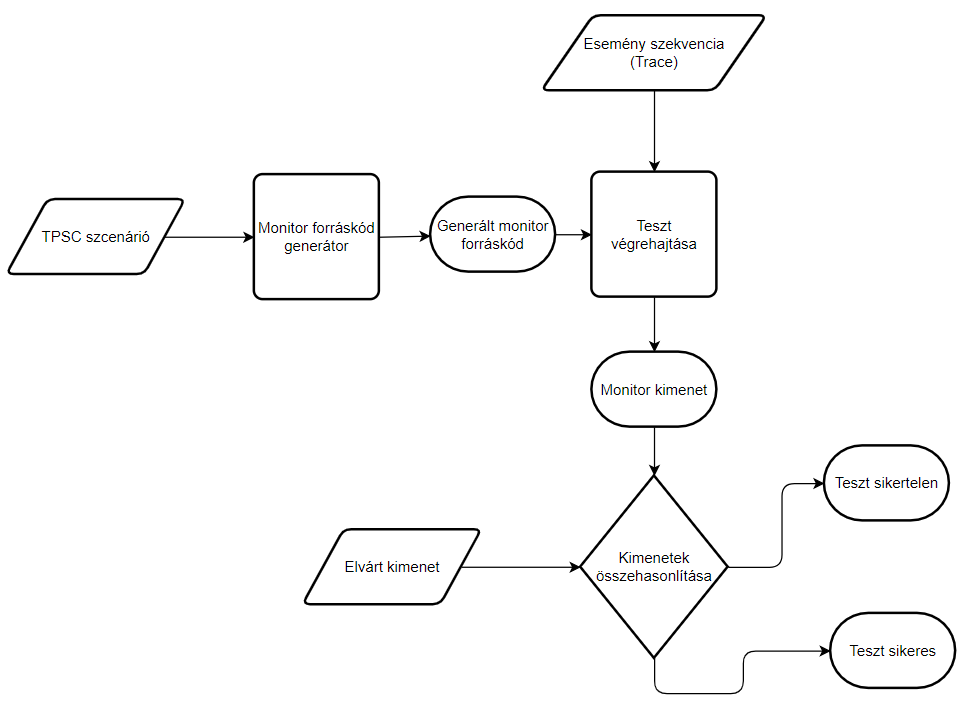 Esemény szekvencia
(Trace)
TPSC szcenárió
Monitor forráskód
generátor
Generált monitor
forráskód
Teszt
végrehajtása
Monitor kimenet
Teszt sikertelen
Elvárt kimenet
Kimenetek
összehasonlítása
Teszt sikeres